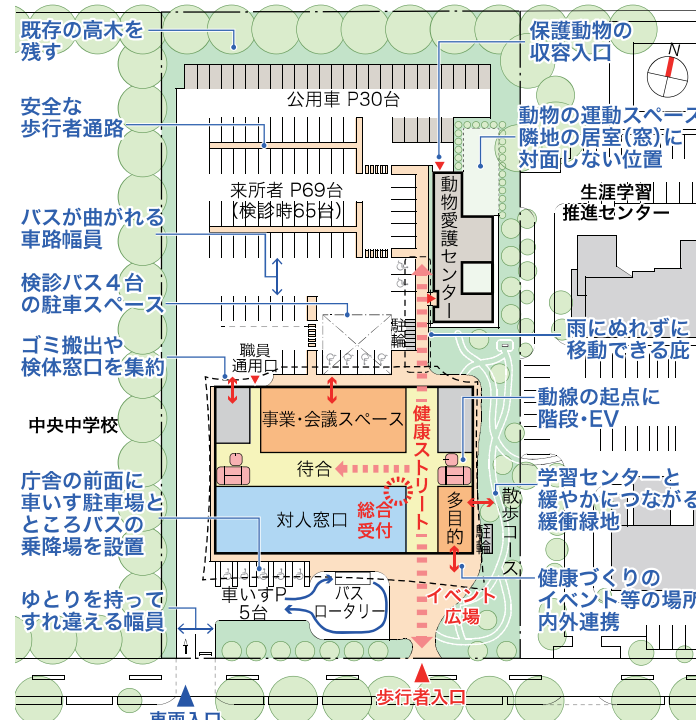 既存の高木を
残す
保護動物の
収容入口
N
公用車 P30台
安全な
歩行者通路
動物の運動スペース
隣地の居室(窓)に
対面しない位置
来所者 P69台
(検診時65台)
動物愛護センター
生涯学習
推進センター
バスが曲がれる
車路幅員
検診バス４台
の駐車スペース
駐輪
雨にぬれずに
移動できる庇
ゴミ搬出や
検体窓口を集約
職員
通用口
事業・会議スペース
健康ストリート
動線の起点に
階段・EV
中央中学校
待合
庁舎の前面に
車いす駐車場と
ところバスの
乗降場を設置
対人窓口
総合
受付
多目的
駐輪
散歩コース
学習センターと
緩やかにつながる
緩衝緑地
健康づくりの
イベント等の場所
内外連携
ゆとりを持って
すれ違える幅員
車いすP
5台
バス
ロータリー
イベント
広場
歩行者入口
車両入口